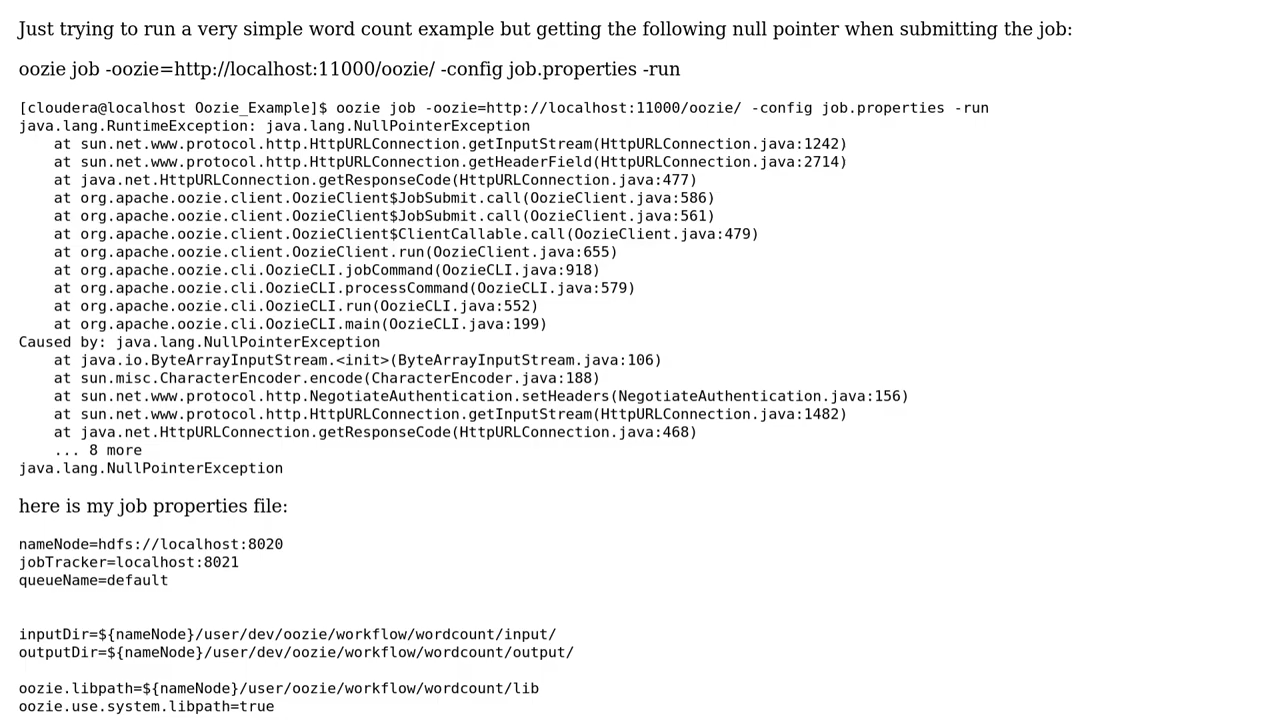 Just trying to run a very simple word count example but getting the following null pointer when submitting the job:
oozie job -oozie=http://localhost:11000/oozie/ -config job.properties -run
[cloudera@localhost Oozie_Example]$ oozie job -oozie=http://localhost:11000/oozie/ -config job.properties -run
java.lang.RuntimeException: java.lang.NullPointerException
    at sun.net.www.protocol.http.HttpURLConnection.getInputStream(HttpURLConnection.java:1242)
    at sun.net.www.protocol.http.HttpURLConnection.getHeaderField(HttpURLConnection.java:2714)
    at java.net.HttpURLConnection.getResponseCode(HttpURLConnection.java:477)
    at org.apache.oozie.client.OozieClient$JobSubmit.call(OozieClient.java:586)
    at org.apache.oozie.client.OozieClient$JobSubmit.call(OozieClient.java:561)
    at org.apache.oozie.client.OozieClient$ClientCallable.call(OozieClient.java:479)
    at org.apache.oozie.client.OozieClient.run(OozieClient.java:655)
    at org.apache.oozie.cli.OozieCLI.jobCommand(OozieCLI.java:918)
    at org.apache.oozie.cli.OozieCLI.processCommand(OozieCLI.java:579)
    at org.apache.oozie.cli.OozieCLI.run(OozieCLI.java:552)
    at org.apache.oozie.cli.OozieCLI.main(OozieCLI.java:199)
Caused by: java.lang.NullPointerException
    at java.io.ByteArrayInputStream.<init>(ByteArrayInputStream.java:106)
    at sun.misc.CharacterEncoder.encode(CharacterEncoder.java:188)
    at sun.net.www.protocol.http.NegotiateAuthentication.setHeaders(NegotiateAuthentication.java:156)
    at sun.net.www.protocol.http.HttpURLConnection.getInputStream(HttpURLConnection.java:1482)
    at java.net.HttpURLConnection.getResponseCode(HttpURLConnection.java:468)
    ... 8 more
java.lang.NullPointerException
here is my job properties file:
nameNode=hdfs://localhost:8020
jobTracker=localhost:8021
queueName=default
inputDir=${nameNode}/user/dev/oozie/workflow/wordcount/input/
outputDir=${nameNode}/user/dev/oozie/workflow/wordcount/output/
oozie.libpath=${nameNode}/user/oozie/workflow/wordcount/lib
oozie.use.system.libpath=true